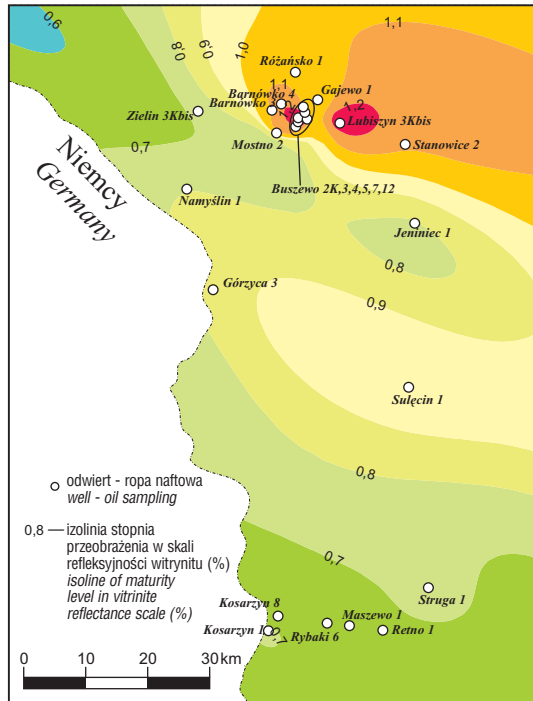 0,6
0,8
0,9
1,0
1,1
Różańsko 1
1,1
Barnówko 4
Gajewo 1
Barnówko 3
1,2
Zielin 3Kbis
Lubiszyn 3Kbis
Mostno 2
Stanowice 2
0,7
Niemcy
Germany
Buszewo 2K,3,4,5,7,12
Namyślin 1
Jeniniec 1
0,8
Górzyca 3
0,9
Sulęcin 1
0,8
odwiert - ropa naftowa
well - oil sampling
0,8 — izolinia stopnia
przeobrażenia w skali
refleksyjności witrynitu (%)
isoline of maturity
level in vitrinite
reflectance scale (%)
0,7
Struga 1
Kosarzyn 8
Maszewo 1
Kosarzyn 1
0,7
Rybaki 6
Retno 1
0 10 20 30 km